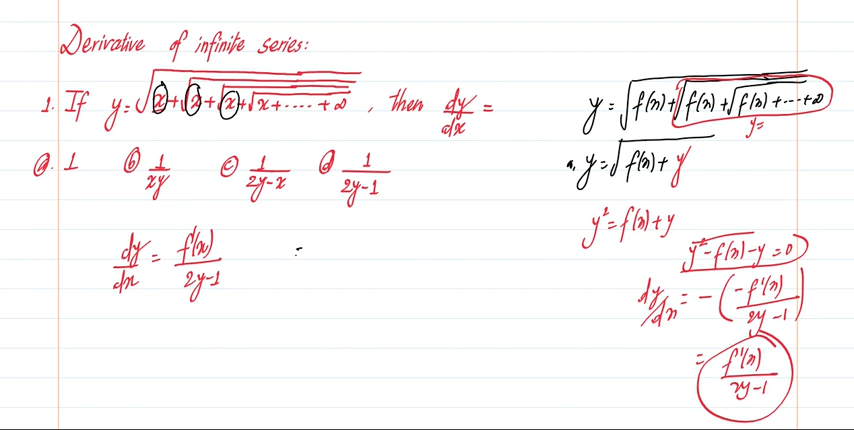 Derivative of infinite series:
1. If y=√x+√x+√x+√x+.....+∞ , then dy/dx =
ⓐ 1 ⓑ 1/xy ⓒ 1/2y-x ⓓ 1/2y-1
dy/dx = f'(x)/2y-1 =
y=√f(x)+√f(x)+√f(x)+...+∞
y=
a, y=√f(x)+y
y²=f(x)+y
y²-f(x)-y=0
dy/dx = -(-f'(x)/2y-1)
= f'(x)/2y-1